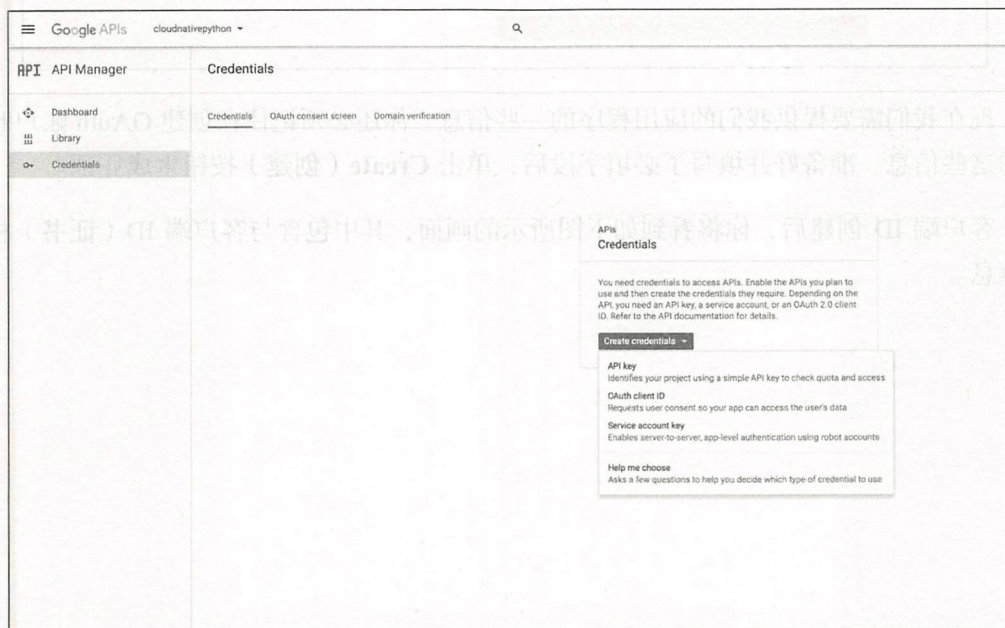 Google APIs
cloudnativepython
API API Manager
Credentials
Dashboard
Library
Credentials
Credentials
OAuth consent screen
Domain verification
APIs
Credentials
You need credentials to access APIs. Enable the APIs you plan to
use and then create the credentials they require. Depending on the
API, you need an API key, a service account, or an OAuth 2.0 client
ID. Refer to the API documentation for details.
Create credentials
API key
Identifies your project using a simple API key to check quota and access
OAuth client ID
Requests user consent so your app can access the user's data
Service account key
Enables server-to-server, app-level authentication using robot accounts
Help me choose
Asks a few questions to help you decide which type of credential to use